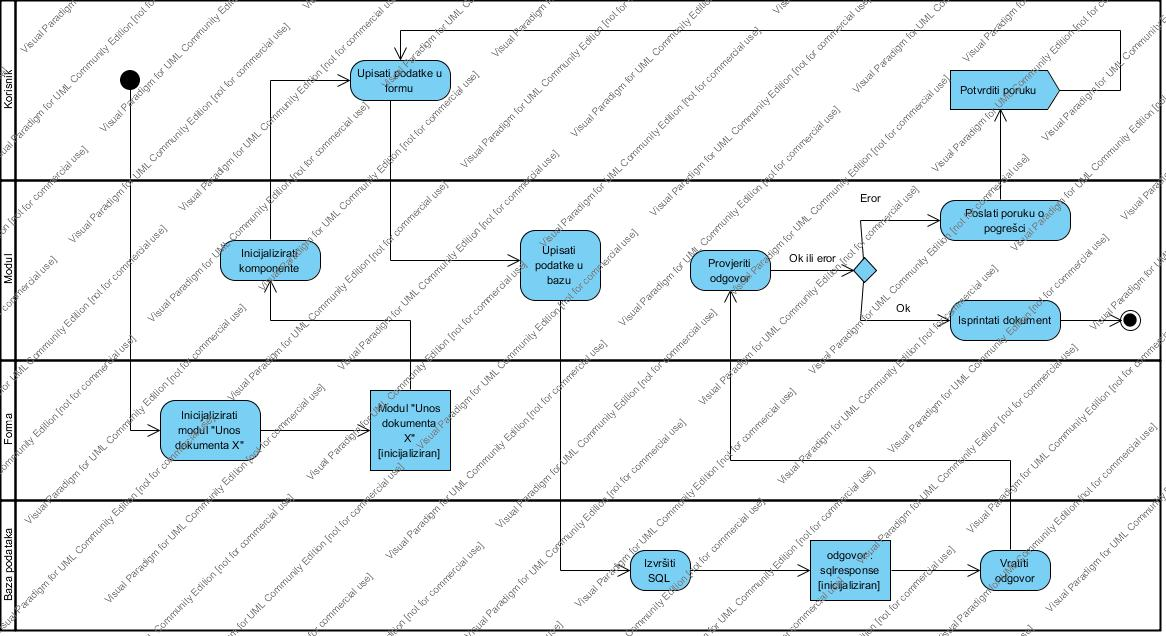 Korisnik
Upisati podatke u
formu
Potvrditi poruku
Modul
Inicijalizirati
komponente
Upisati
podatke u
bazu
Provjeriti
odgovor
Ok ili eror
Eror
Poslati poruku o
pogrešci
Ok
Isprintati dokument
Forma
Inicijalizirati
modul "Unos
dokumenta X"
Modul "Unos
dokumenta
X"
[inicijaliziran]
Baza podataka
Izvršiti
SQL
odgovor :
sqlresponse
[inicijaliziran]
Vratiti
odgovor
Visual Paradigm for UML Community Edition [not for commercial use]